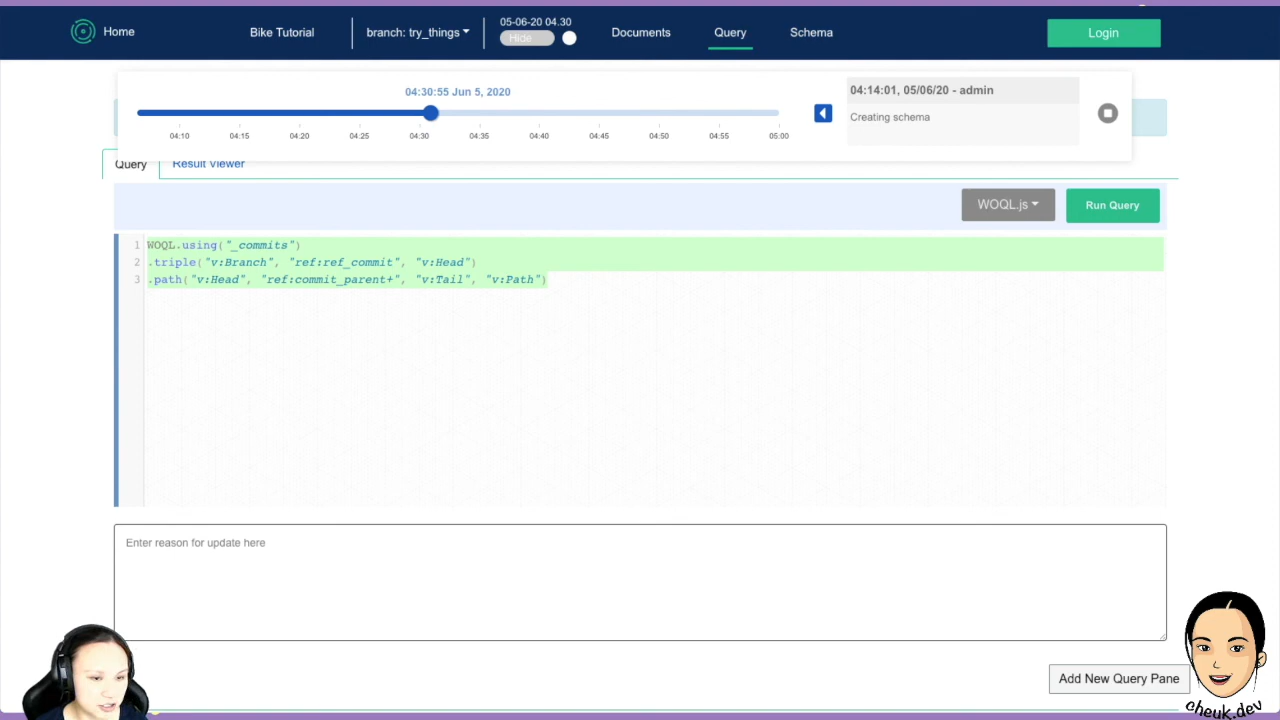 Home
Bike Tutorial
branch: try_things
05-06-20 04.30
Hide
Documents
Query
Schema
Login
04:30:55 Jun 5, 2020
04:10 04:15 04:20 04:25 04:30 04:35 04:40 04:45 04:50 04:55 05:00
04:14:01, 05/06/20 - admin
Creating schema
Query
Result Viewer
WOQL.js
Run Query
1 WOQL.using("_commits")
2 .triple("v:Branch", "ref:ref_commit", "v:Head")
3 .path("v:Head", "ref:commit_parent+", "v:Tail", "v:Path")
Enter reason for update here
Add New Query Pane
cheuk.dev